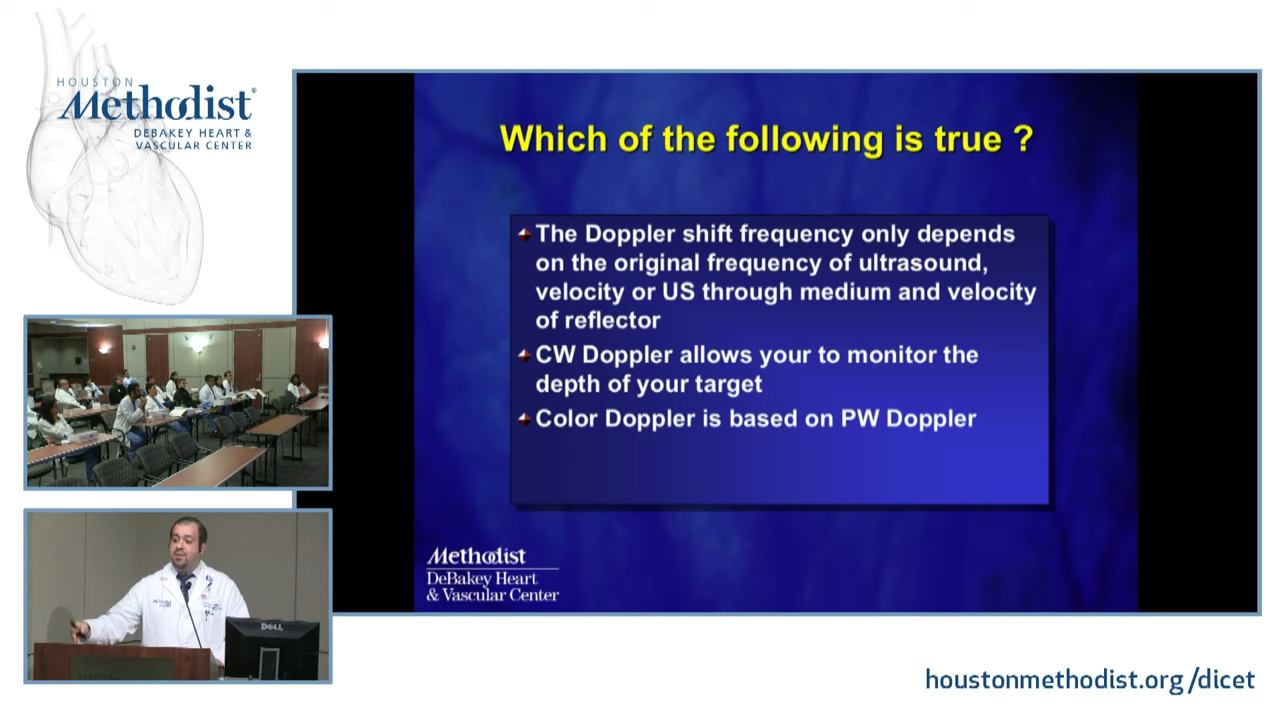 HOUSTON
Methodist®
DEBAKEY HEART &
VASCULAR CENTER
Which of the following is true ?
The Doppler shift frequency only depends
on the original frequency of ultrasound,
velocity or US through medium and velocity
of reflector
CW Doppler allows your to monitor the
depth of your target
Color Doppler is based on PW Doppler
Methodist
DeBakey Heart
& Vascular Center
DELL
houstonmethodist.org/dicet